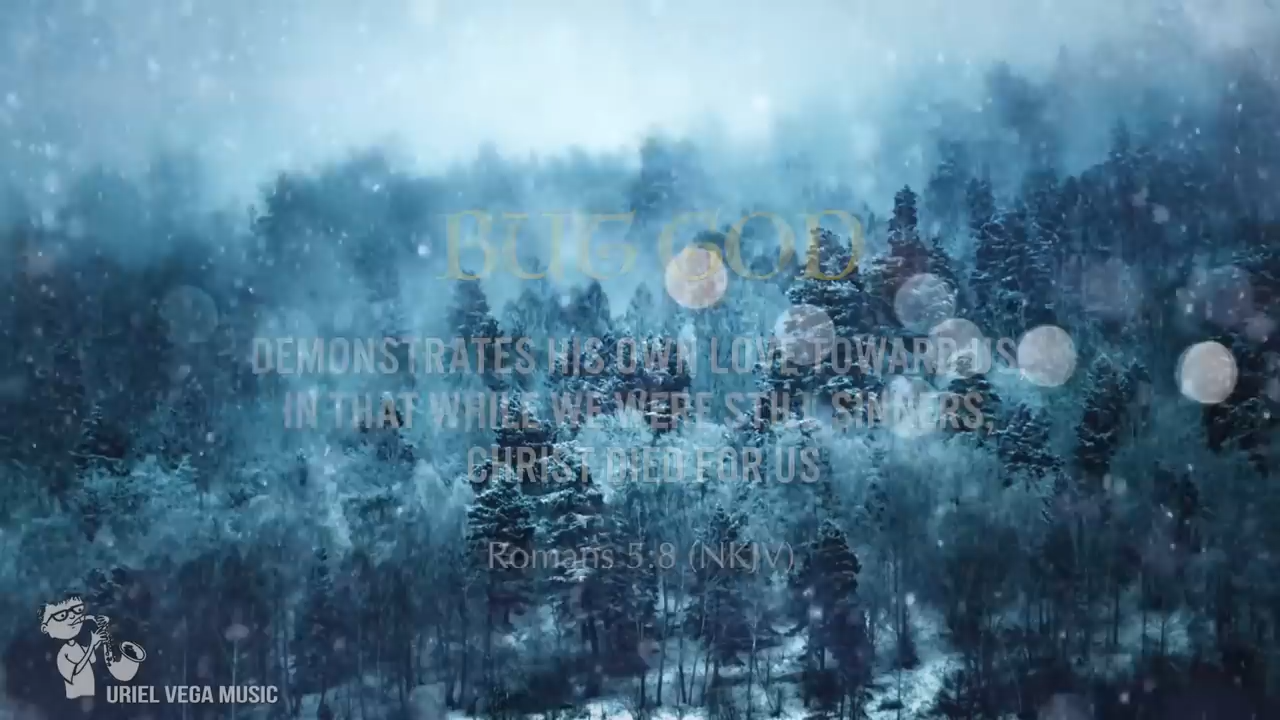 BUT GOD
DEMONSTRATES HIS OWN LOVE TOWARD US
IN THAT WHILE WE WERE STILL SINNERS,
CHRIST DIED FOR US
Romans 5:8 (NKJV)
URIEL VEGA MUSIC